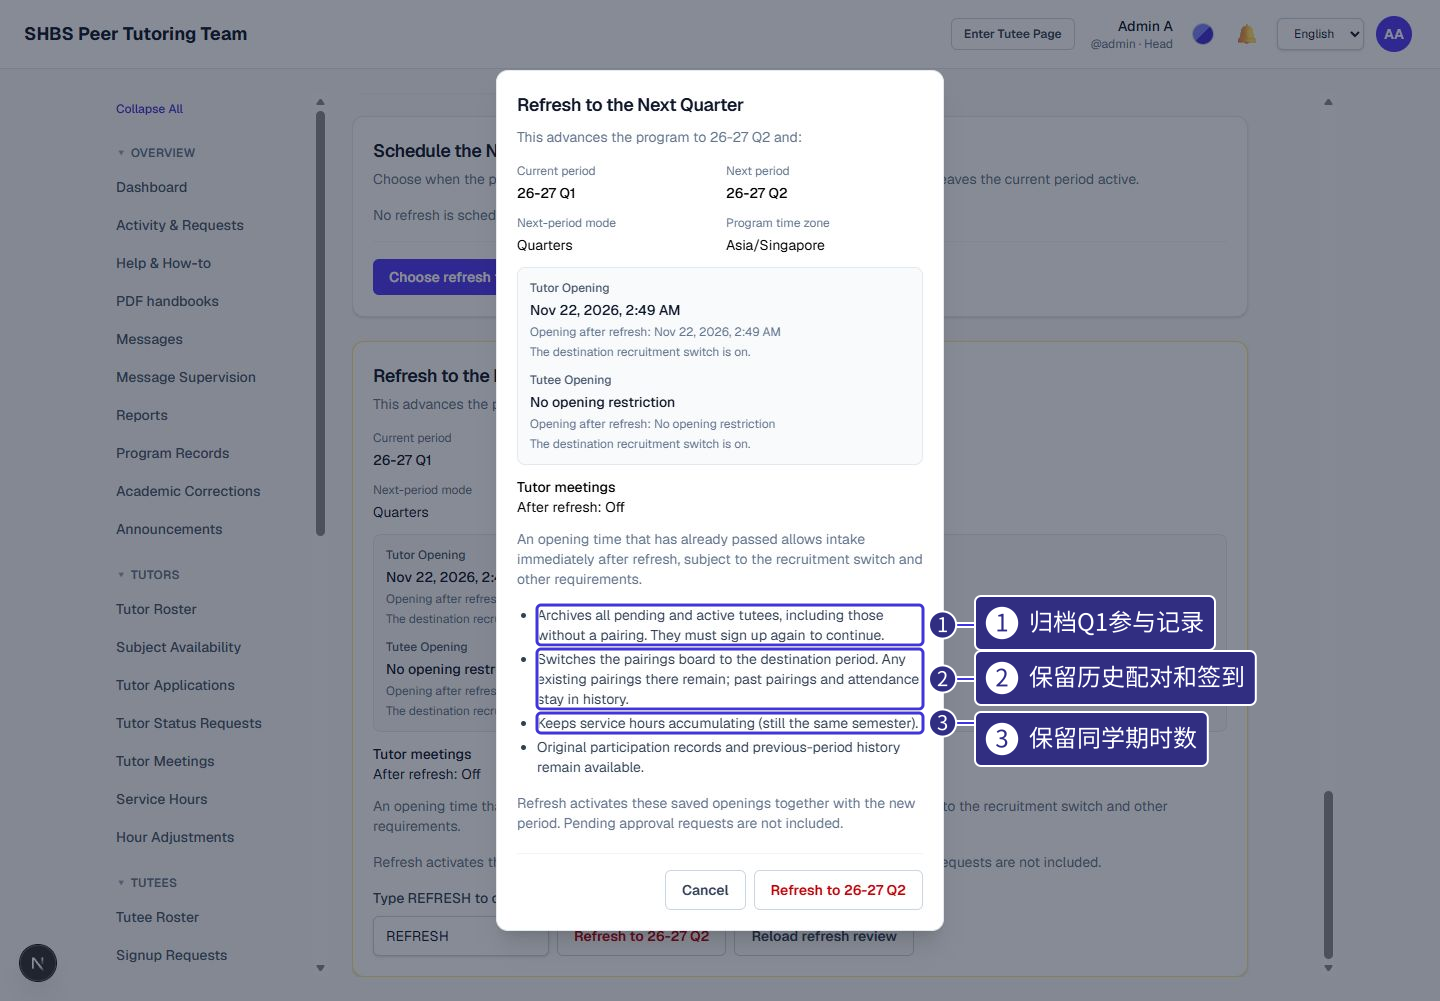 SHBS Peer Tutoring Team
Enter Tutee Page
Admin A
@admin · Head
English
AA
Collapse All
OVERVIEW
Dashboard
Activity & Requests
Help & How-to
PDF handbooks
Messages
Message Supervision
Reports
Program Records
Academic Corrections
Announcements
TUTORS
Tutor Roster
Subject Availability
Tutor Applications
Tutor Status Requests
Tutor Meetings
Service Hours
Hour Adjustments
TUTEES
Tutee Roster
Signup Requests
N
Schedule the N
Choose when the p
eaves the current period active.
No refresh is sched
Choose refresh
Refresh to the
This advances the p
Current period
26-27 Q1
Next-period mode
Quarters
Tutor Opening
Nov 22, 2026, 2:4
Opening after refres
The destination recru
Tutee Opening
No opening restr
Opening after refres
The destination recru
Tutor meetings
After refresh: Off
An opening time tha
to the recruitment switch and other
requirements.
Refresh activates th
equests are not included.
Type REFRESH to c
REFRESH
Refresh to 26-27 Q2
Reload refresh review
Refresh to the Next Quarter
This advances the program to 26-27 Q2 and:
Current period
Next period
26-27 Q1
26-27 Q2
Next-period mode
Program time zone
Quarters
Asia/Singapore
Tutor Opening
Nov 22, 2026, 2:49 AM
Opening after refresh: Nov 22, 2026, 2:49 AM
The destination recruitment switch is on.
Tutee Opening
No opening restriction
Opening after refresh: No opening restriction
The destination recruitment switch is on.
Tutor meetings
After refresh: Off
An opening time that has already passed allows intake
immediately after refresh, subject to the recruitment switch and
other requirements.
Archives all pending and active tutees, including those
without a pairing. They must sign up again to continue.
1
1 归档Q1参与记录
Switches the pairings board to the destination period. Any
existing pairings there remain; past pairings and attendance
stay in history.
2
2 保留历史配对和签到
Keeps service hours accumulating (still the same semester).
3
3 保留同学期时数
Original participation records and previous-period history
remain available.
Refresh activates these saved openings together with the new
period. Pending approval requests are not included.
Cancel
Refresh to 26-27 Q2